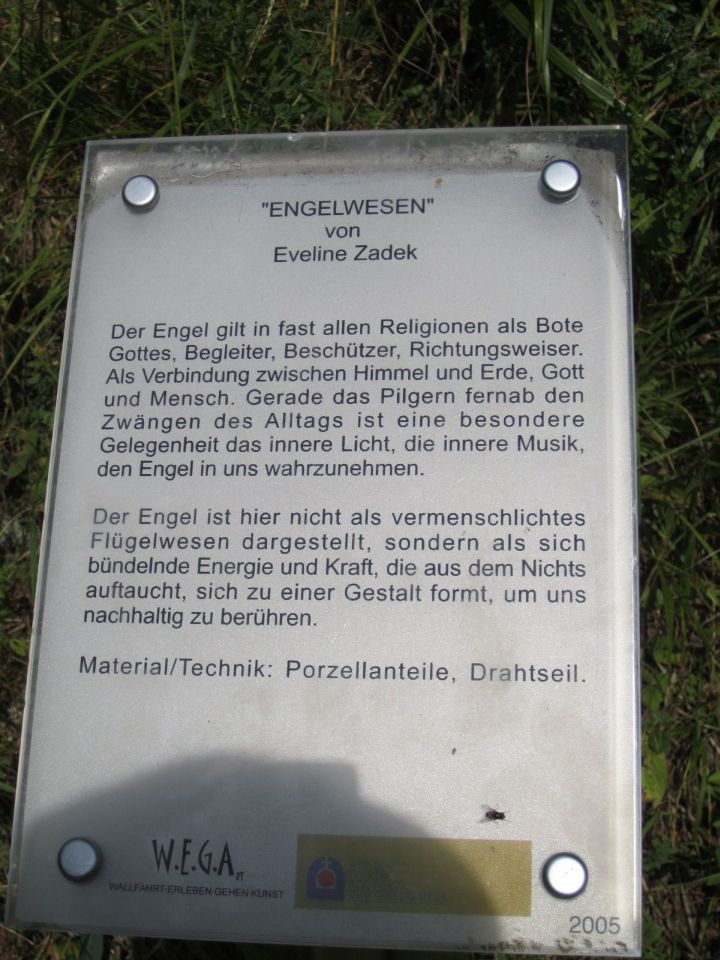 "ENGELWESEN"
von
Eveline Zadek
Der Engel gilt in fast allen Religionen als Bote
Gottes, Begleiter, Beschützer, Richtungsweiser.
Als Verbindung zwischen Himmel und Erde, Gott
und Mensch. Gerade das Pilgern fernab den
Zwängen des Alltags ist eine besondere
Gelegenheit das innere Licht, die innere Musik,
den Engel in uns wahrzunehmen.
Der Engel ist hier nicht als vermenschlichtes
Flügelwesen dargestellt, sondern als sich
bündelnde Energie und Kraft, die aus dem Nichts
auftaucht, sich zu einer Gestalt formt, um uns
nachhaltig zu berühren.
Material/Technik: Porzellanteile, Drahtseil.
W.E.G.A RT
WALLFAHRT·ERLEBEN·GEHEN·KUNST
2005